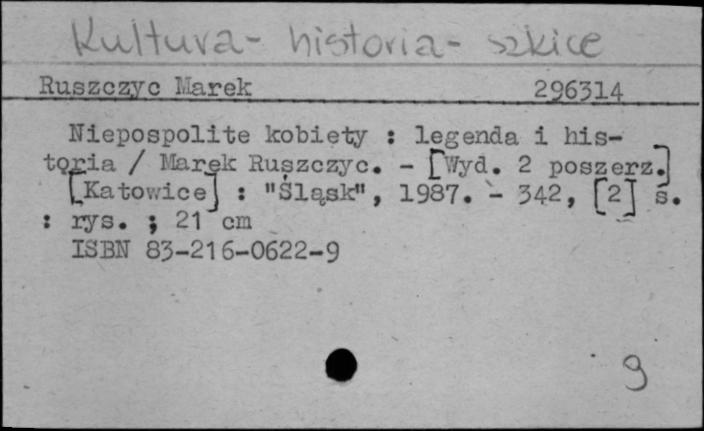 Kultura - historia - szkice
Ruszczyc Marek 296314
Niepospolite kobiety : legenda i his-
toria / Marek Ruszczyc. - [Wyd. 2 poszerz.]
[Katowice] : "Śląsk", 1987. - 342, [2] s.
: rys. ; 21 cm
ISBN 83-216-0622-9
9